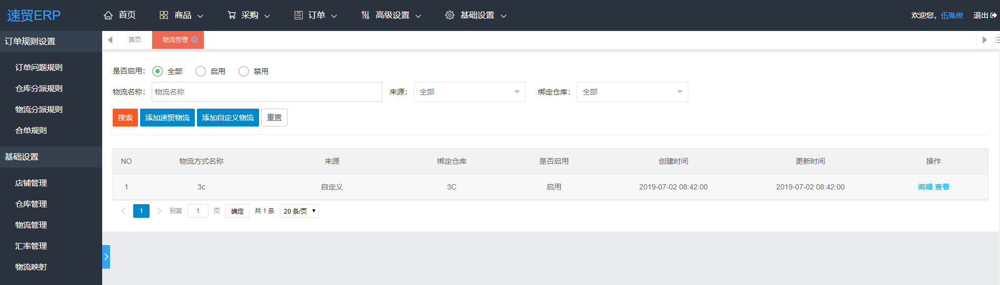 速贸ERP
首页 商品 采购 订单 高级设置 基础设置
欢迎您，伍胤俊 退出
订单规则设置
订单问题规则
仓库分派规则
物流分派规则
合单规则
基础设置
店铺管理
仓库管理
物流管理
汇率管理
物流映射
首页 物流管理
是否启用： 全部 启用 禁用
物流名称： 物流名称 来源： 全部 绑定仓库： 全部
搜索 添加速贸物流 添加自定义物流 重置
NO 物流方式名称 来源 绑定仓库 是否启用 创建时间 更新时间 操作
1 3c 自定义 3C 启用 2019-07-02 08:42:00 2019-07-02 08:42:00 编辑 查看
1 到第 1 页 确定 共 1 条 20 条/页